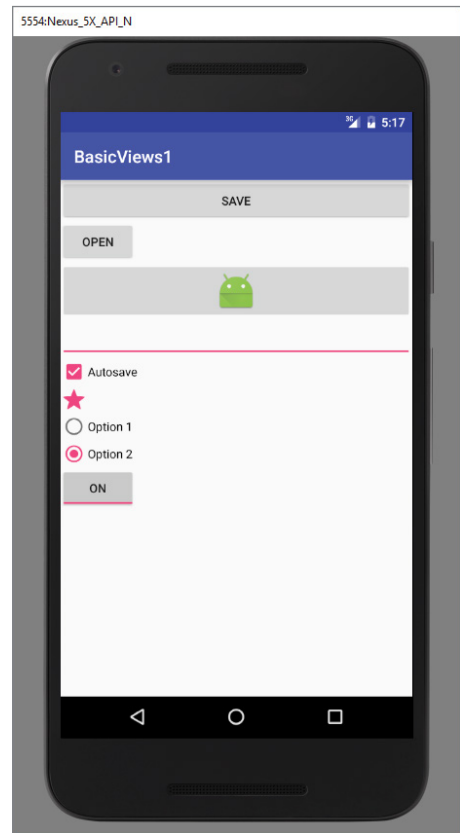 5554:Nexus_5X_API_N
3G 5:17
BasicViews1
SAVE
OPEN
Autosave
Option 1
Option 2
ON